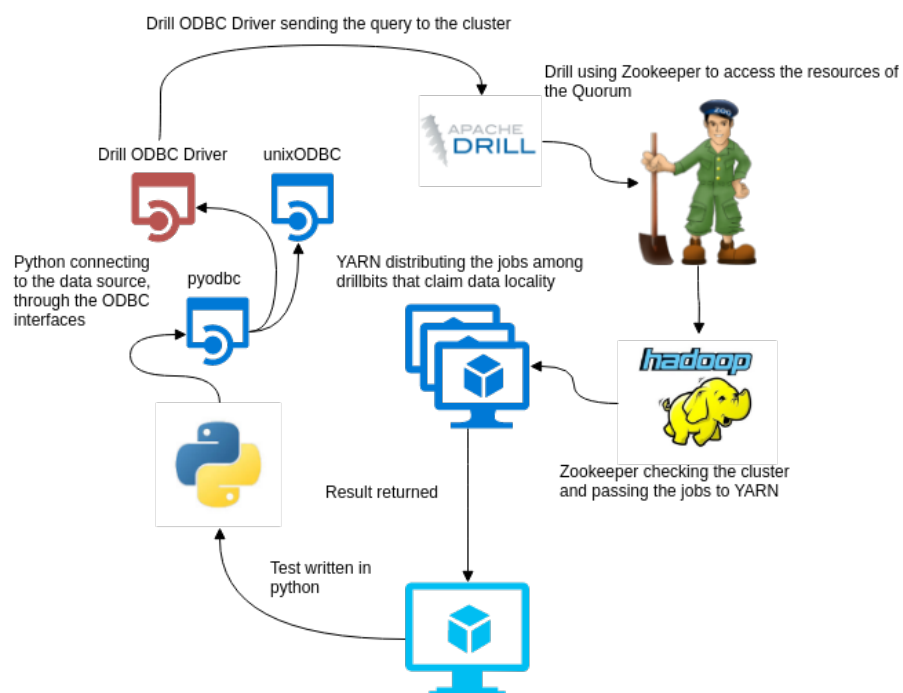 Drill ODBC Driver sending the query to the cluster
Drill using Zookeeper to access the resources of
the Quorum
APACHE
DRILL
ZOO
Drill ODBC Driver
unixODBC
Python connecting
to the data source,
through the ODBC
interfaces
pyodbc
YARN distributing the jobs among
drillbits that claim data locality
hadoop
Zookeeper checking the cluster
and passing the jobs to YARN
Result returned
Test written in
python